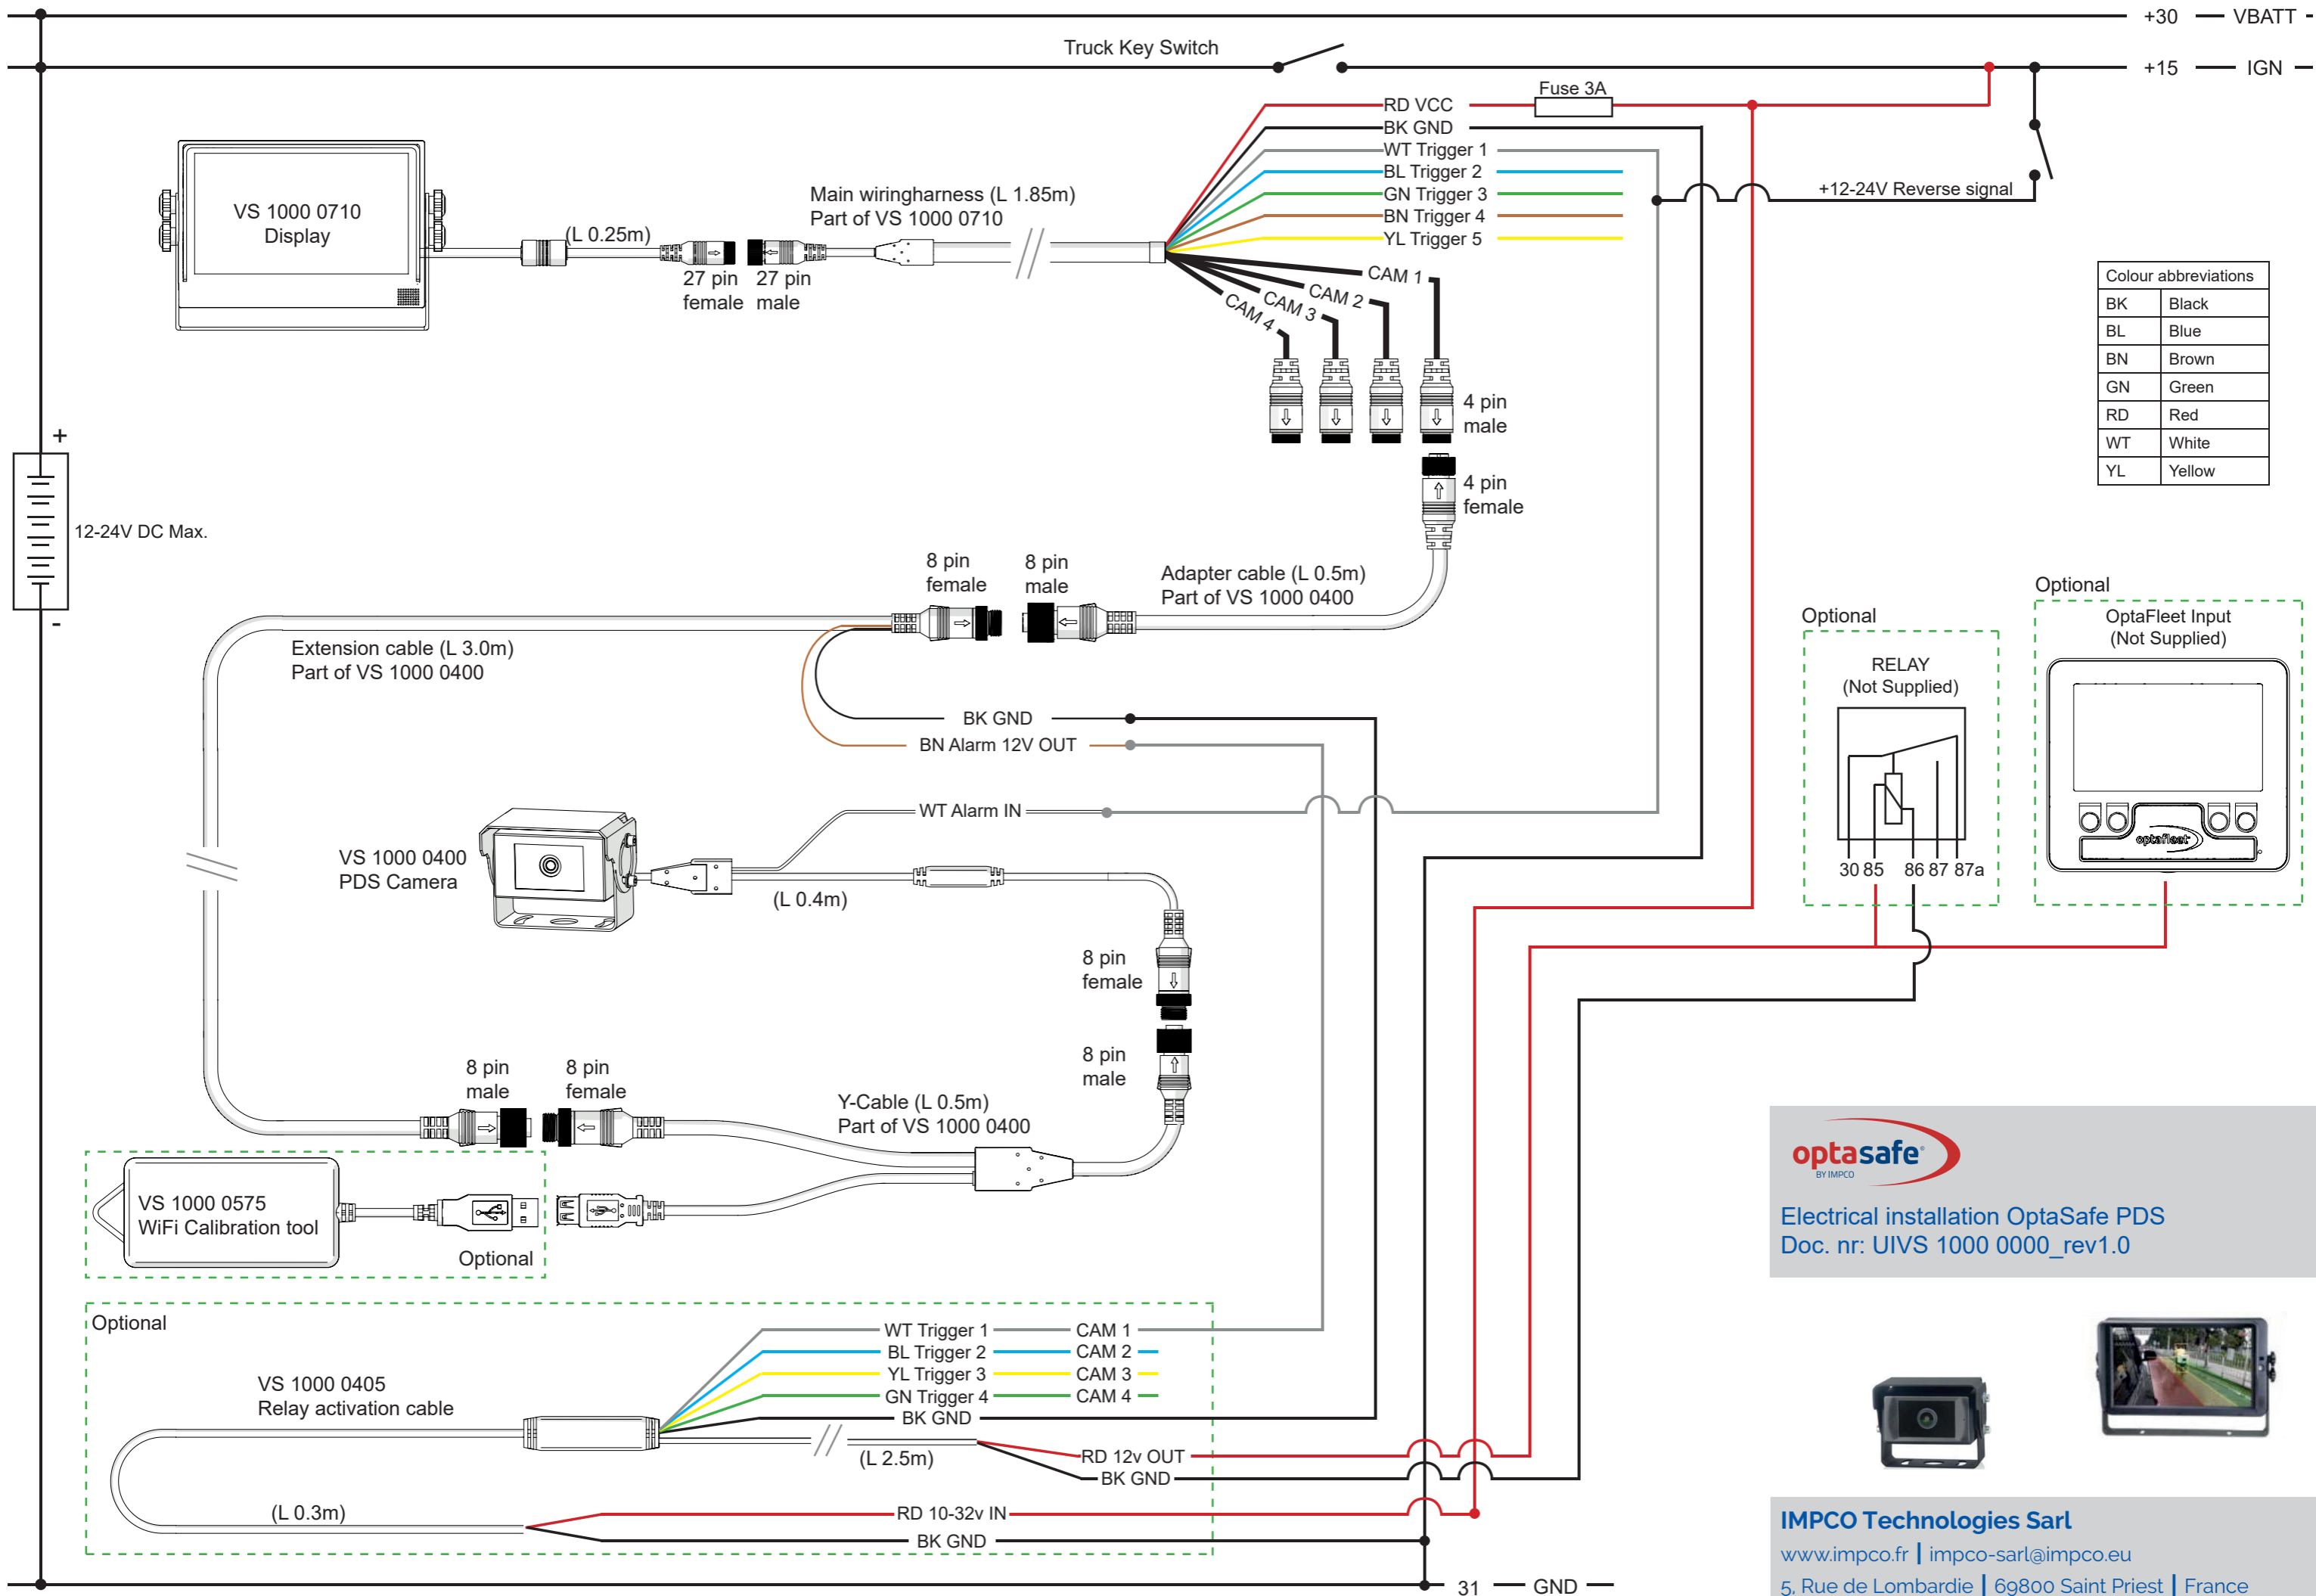 +30 VBATT
Truck Key Switch
+15 IGN
Fuse 3A
RD VCC
BK GND
WT Trigger 1
BL Trigger 2
GN Trigger 3
BN Trigger 4
YL Trigger 5
+12-24V Reverse signal
VS 1000 0710
Display
(L 0.25m)
27 pin
female
27 pin
male
Main wiringharness (L 1.85m)
Part of VS 1000 0710
CAM 1
CAM 2
CAM 3
CAM 4
4 pin
male
4 pin
female
Colour abbreviations
BK Black
BL Blue
BN Brown
GN Green
RD Red
WT White
YL Yellow
+
12-24V DC Max.
-
8 pin
female
8 pin
male
Adapter cable (L 0.5m)
Part of VS 1000 0400
Extension cable (L 3.0m)
Part of VS 1000 0400
BK GND
BN Alarm 12V OUT
WT Alarm IN
VS 1000 0400
PDS Camera
(L 0.4m)
8 pin
female
8 pin
male
Optional
RELAY
(Not Supplied)
30 85 86 87 87a
Optional
OptaFleet Input
(Not Supplied)
optafleet
8 pin
male
8 pin
female
Y-Cable (L 0.5m)
Part of VS 1000 0400
VS 1000 0575
WiFi Calibration tool
Optional
optasafe®
BY IMPCO
Electrical installation OptaSafe PDS
Doc. nr: UIVS 1000 0000_rev1.0
Optional
WT Trigger 1 CAM 1
BL Trigger 2 CAM 2
YL Trigger 3 CAM 3
GN Trigger 4 CAM 4
BK GND
VS 1000 0405
Relay activation cable
(L 2.5m)
RD 12v OUT
BK GND
(L 0.3m)
RD 10-32v IN
BK GND
31 GND
IMPCO Technologies Sarl
www.impco.fr | impco-sarl@impco.eu
5, Rue de Lombardie | 69800 Saint Priest | France